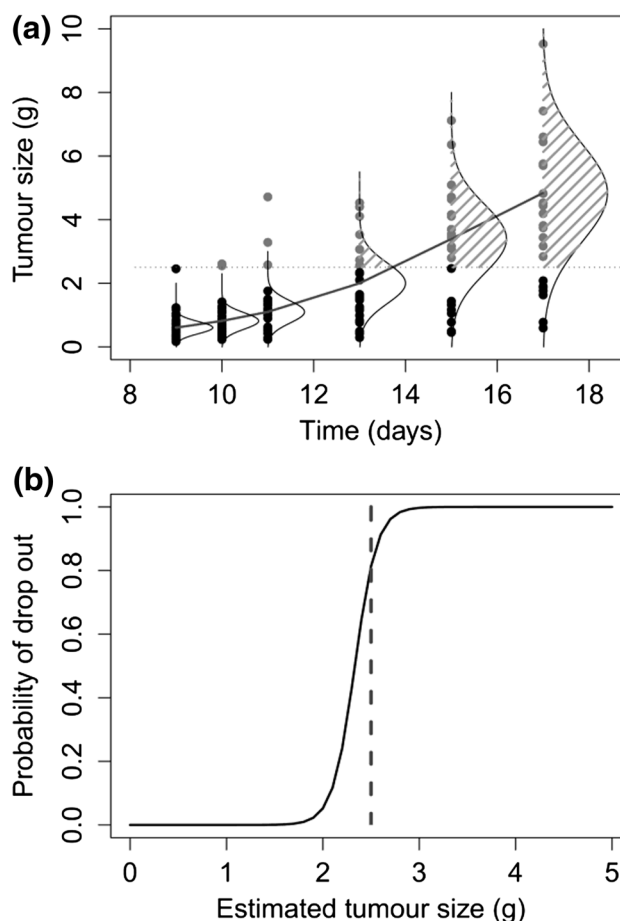 (a)
Tumour size (g)
10
8
6
4
2
0
8 10 12 14 16 18
Time (days)
(b)
Probability of drop out
1.0
0.8
0.6
0.4
0.2
0.0
0 1 2 3 4 5
Estimated tumour size (g)